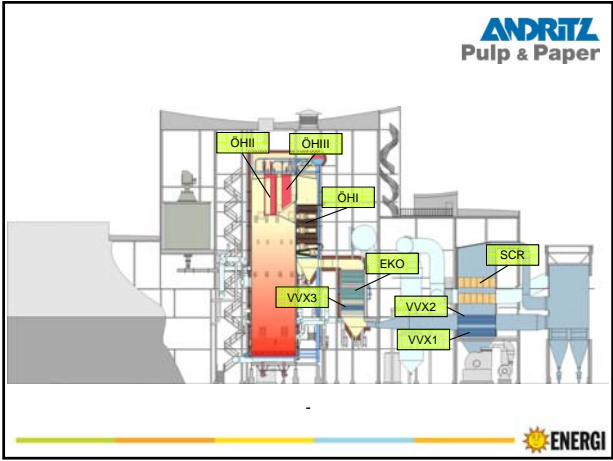 ANDRITZ
Pulp & Paper
ÖHII
ÖHIII
ÖHI
EKO
SCR
VVX3
VVX2
VVX1
-
ENERGI